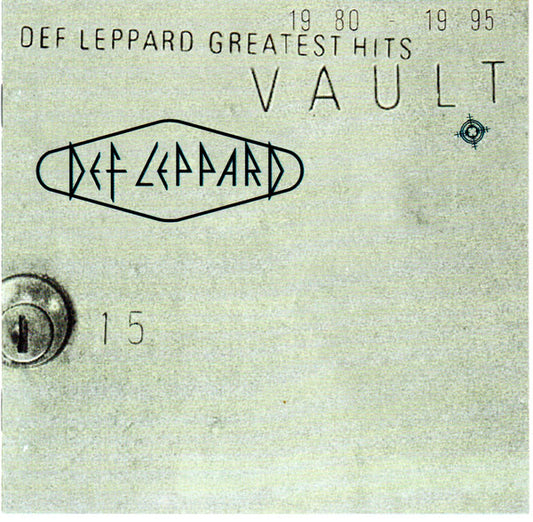 19 80 - 19 95
DEF LEPPARD GREATEST HITS
VAULT
DEF LEPPARD
15